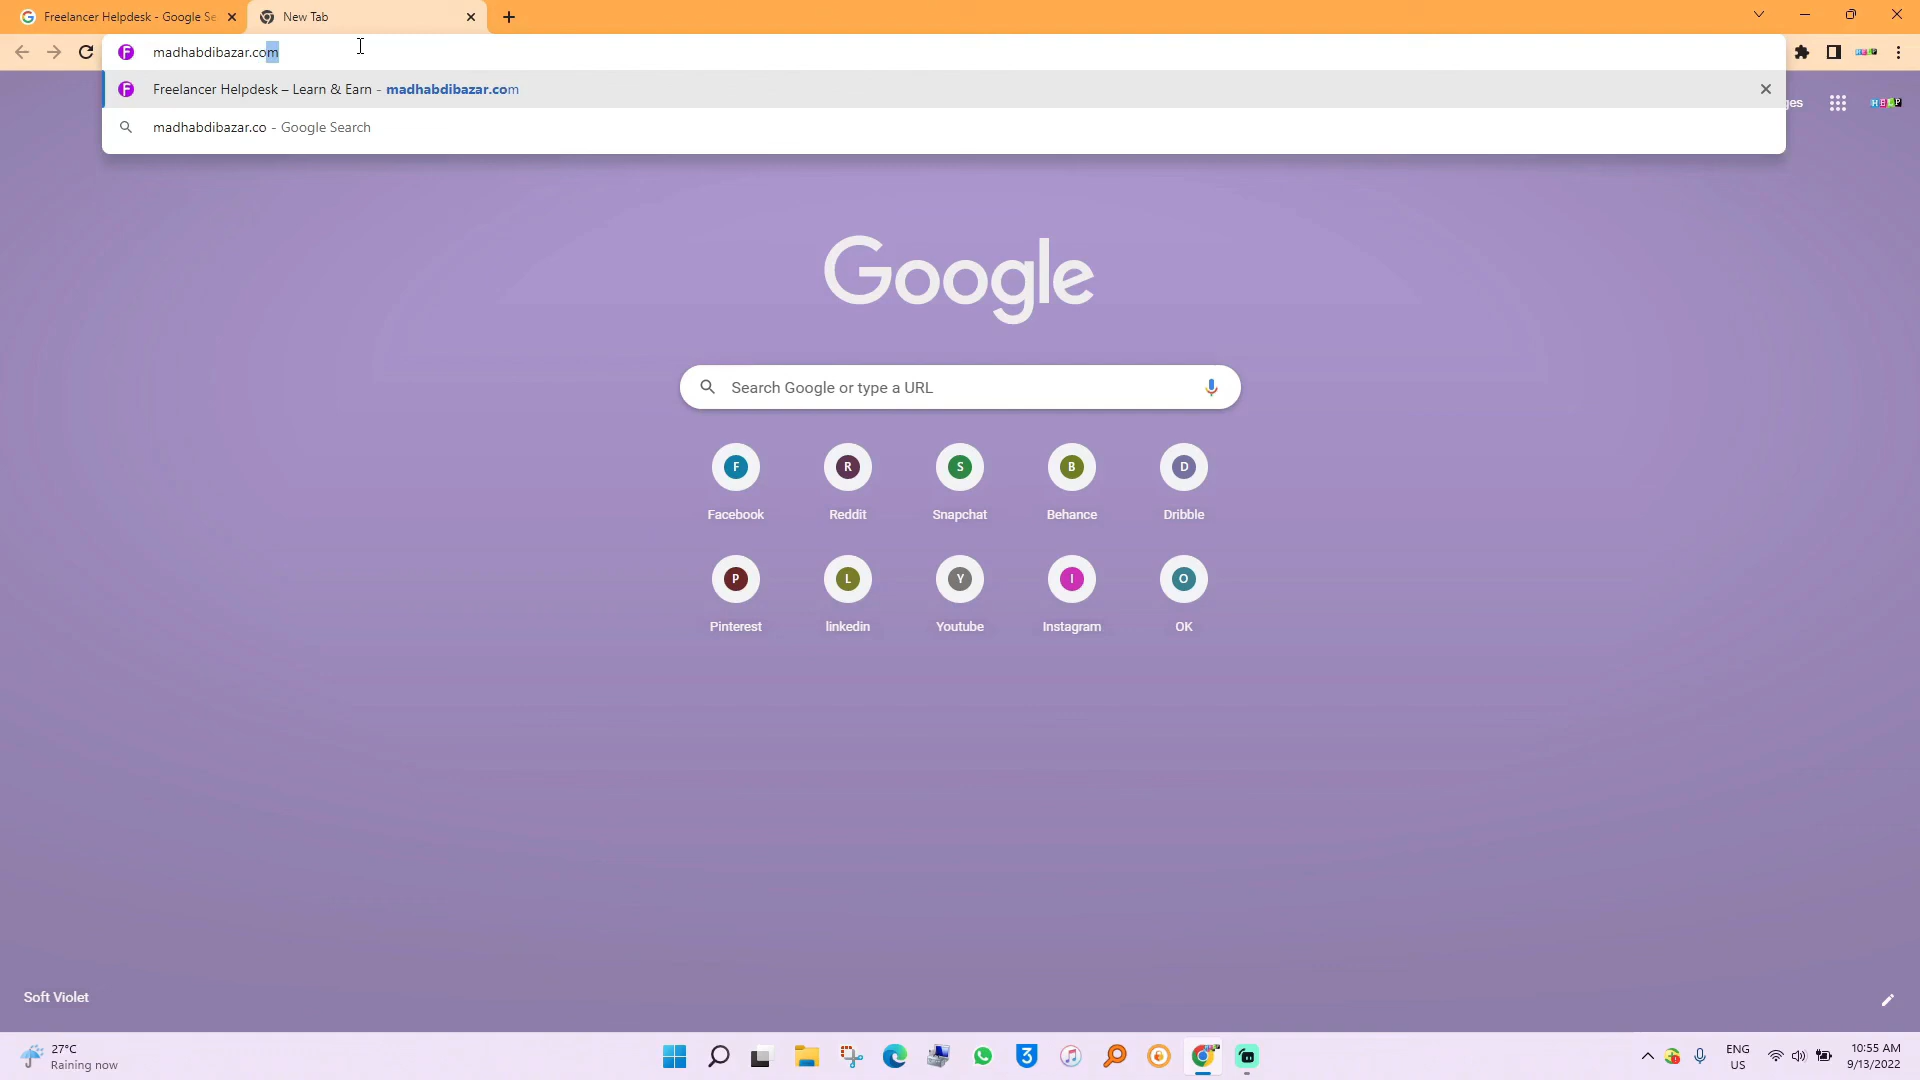 Freelancer Helpdesk - Google Se
New Tab
madhabdibazar.com
Freelancer Helpdesk – Learn & Earn - madhabdibazar.com
madhabdibazar.co - Google Search
ges
HELP
Google
Search Google or type a URL
F
R
S
B
D
Facebook
Reddit
Snapchat
Behance
Dribble
P
L
Y
I
O
Pinterest
linkedin
Youtube
Instagram
OK
Soft Violet
27°C
Raining now
ENG
US
10:55 AM
9/13/2022